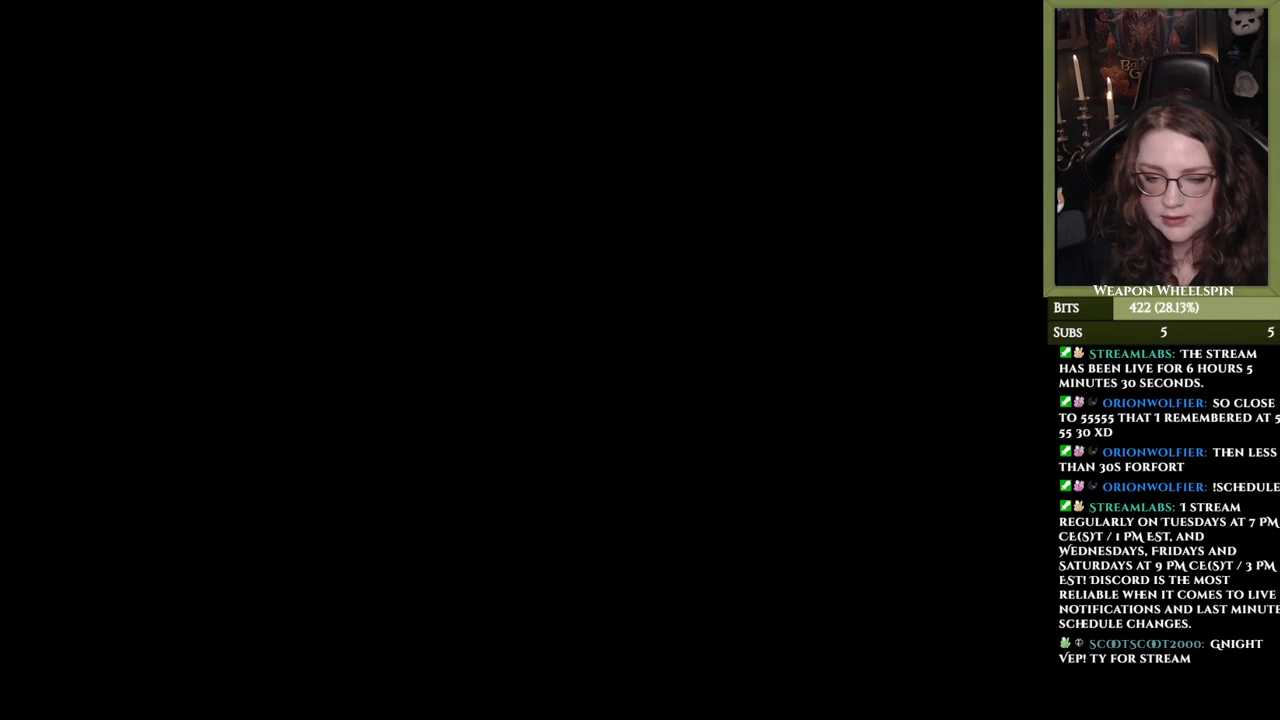 Bal
G
Weapon Wheelspin
Bits 422 (28.13%)
Subs 5 5
Streamlabs: The stream
has been live for 6 hours 5
minutes 30 seconds.
OrionWolfier: so close
to 55555 that i remembered at 5
55 30 xD
OrionWolfier: then less
than 30s forfort
OrionWolfier: !schedule
Streamlabs: I stream
regularly on Tuesdays at 7 PM
CE(S)T / 1 PM EST, and
Wednesdays, Fridays and
Saturdays at 9 PM CE(S)T / 3 PM
EST! Discord is the most
reliable when it comes to live
notifications and last minute
schedule changes.
ScootScoot2000: Gnight
Vep! ty for stream